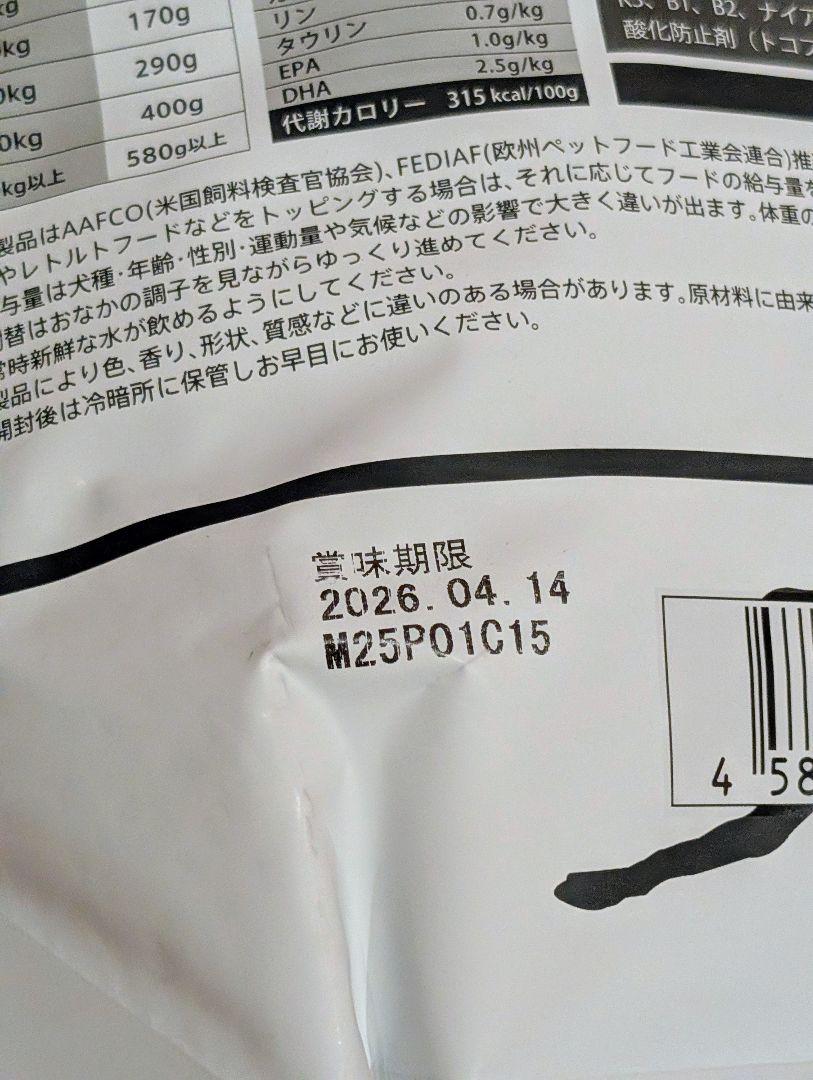 kg
170g
kg
290g
0kg
400g
0kg
580g以上
kg以上
リン
0.7g/kg
タウリン
1.0g/kg
EPA
2.5g/kg
DHA
代謝カロリー 315 kcal/100g
B1、B2、ナイア
酸化防止剤(トコフ
製品はAAFCO(米国飼料検査官協会)、FEDIAF(欧州ペットフード工業会連合)推
やレトルトフードなどをトッピングする場合は、それに応じてフードの給与量を
与量は犬種・年齢・性別・運動量や気候などの影響で大きく違いが出ます。体重の
替はおなかの調子を見ながらゆっくり進めてください。
常時新鮮な水が飲めるようにしてください。
製品により色、香り、形状、質感などに違いのある場合があります。原材料に由来
開封後は冷暗所に保管しお早目にお使いください。
賞味期限
2026.04.14
M25P01C15
4 58